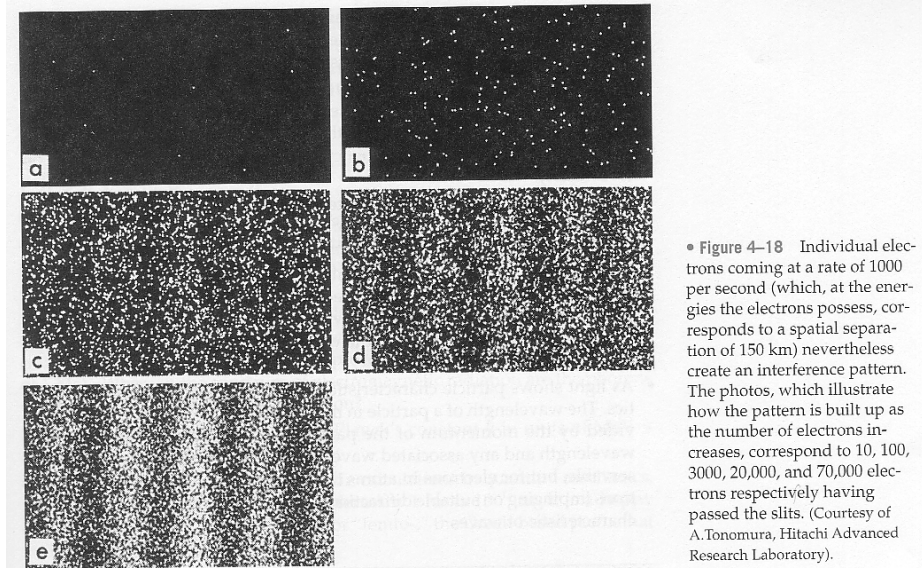 a
b
c
d
e
• Figure 4–18 Individual elec-
trons coming at a rate of 1000
per second (which, at the ener-
gies the electrons possess, cor-
responds to a spatial separa-
tion of 150 km) nevertheless
create an interference pattern.
The photos, which illustrate
how the pattern is built up as
the number of electrons in-
creases, correspond to 10, 100,
3000, 20,000, and 70,000 elec-
trons respectively having
passed the slits. (Courtesy of
A.Tonomura, Hitachi Advanced
Research Laboratory).